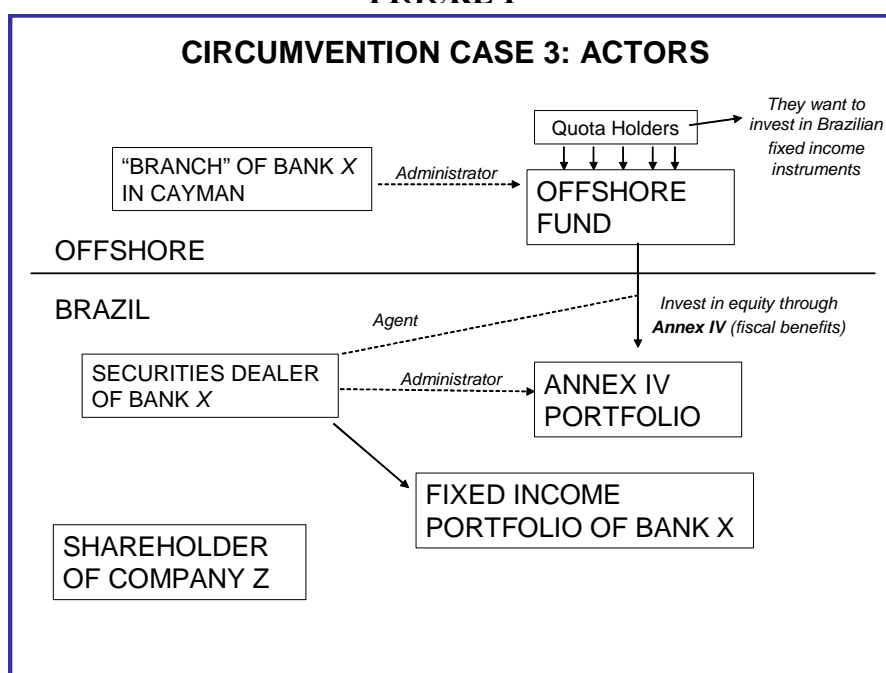 CIRCUMVENTION CASE 3: ACTORS
Quota Holders
They want to
invest in Brazilian
fixed income
instruments
"BRANCH" OF BANK X
IN CAYMAN
Administrator
OFFSHORE
FUND
OFFSHORE
BRAZIL
Agent
Invest in equity through
Annex IV (fiscal benefits)
SECURITIES DEALER
OF BANK X
Administrator
ANNEX IV
PORTFOLIO
FIXED INCOME
PORTFOLIO OF BANK X
SHAREHOLDER
OF COMPANY Z